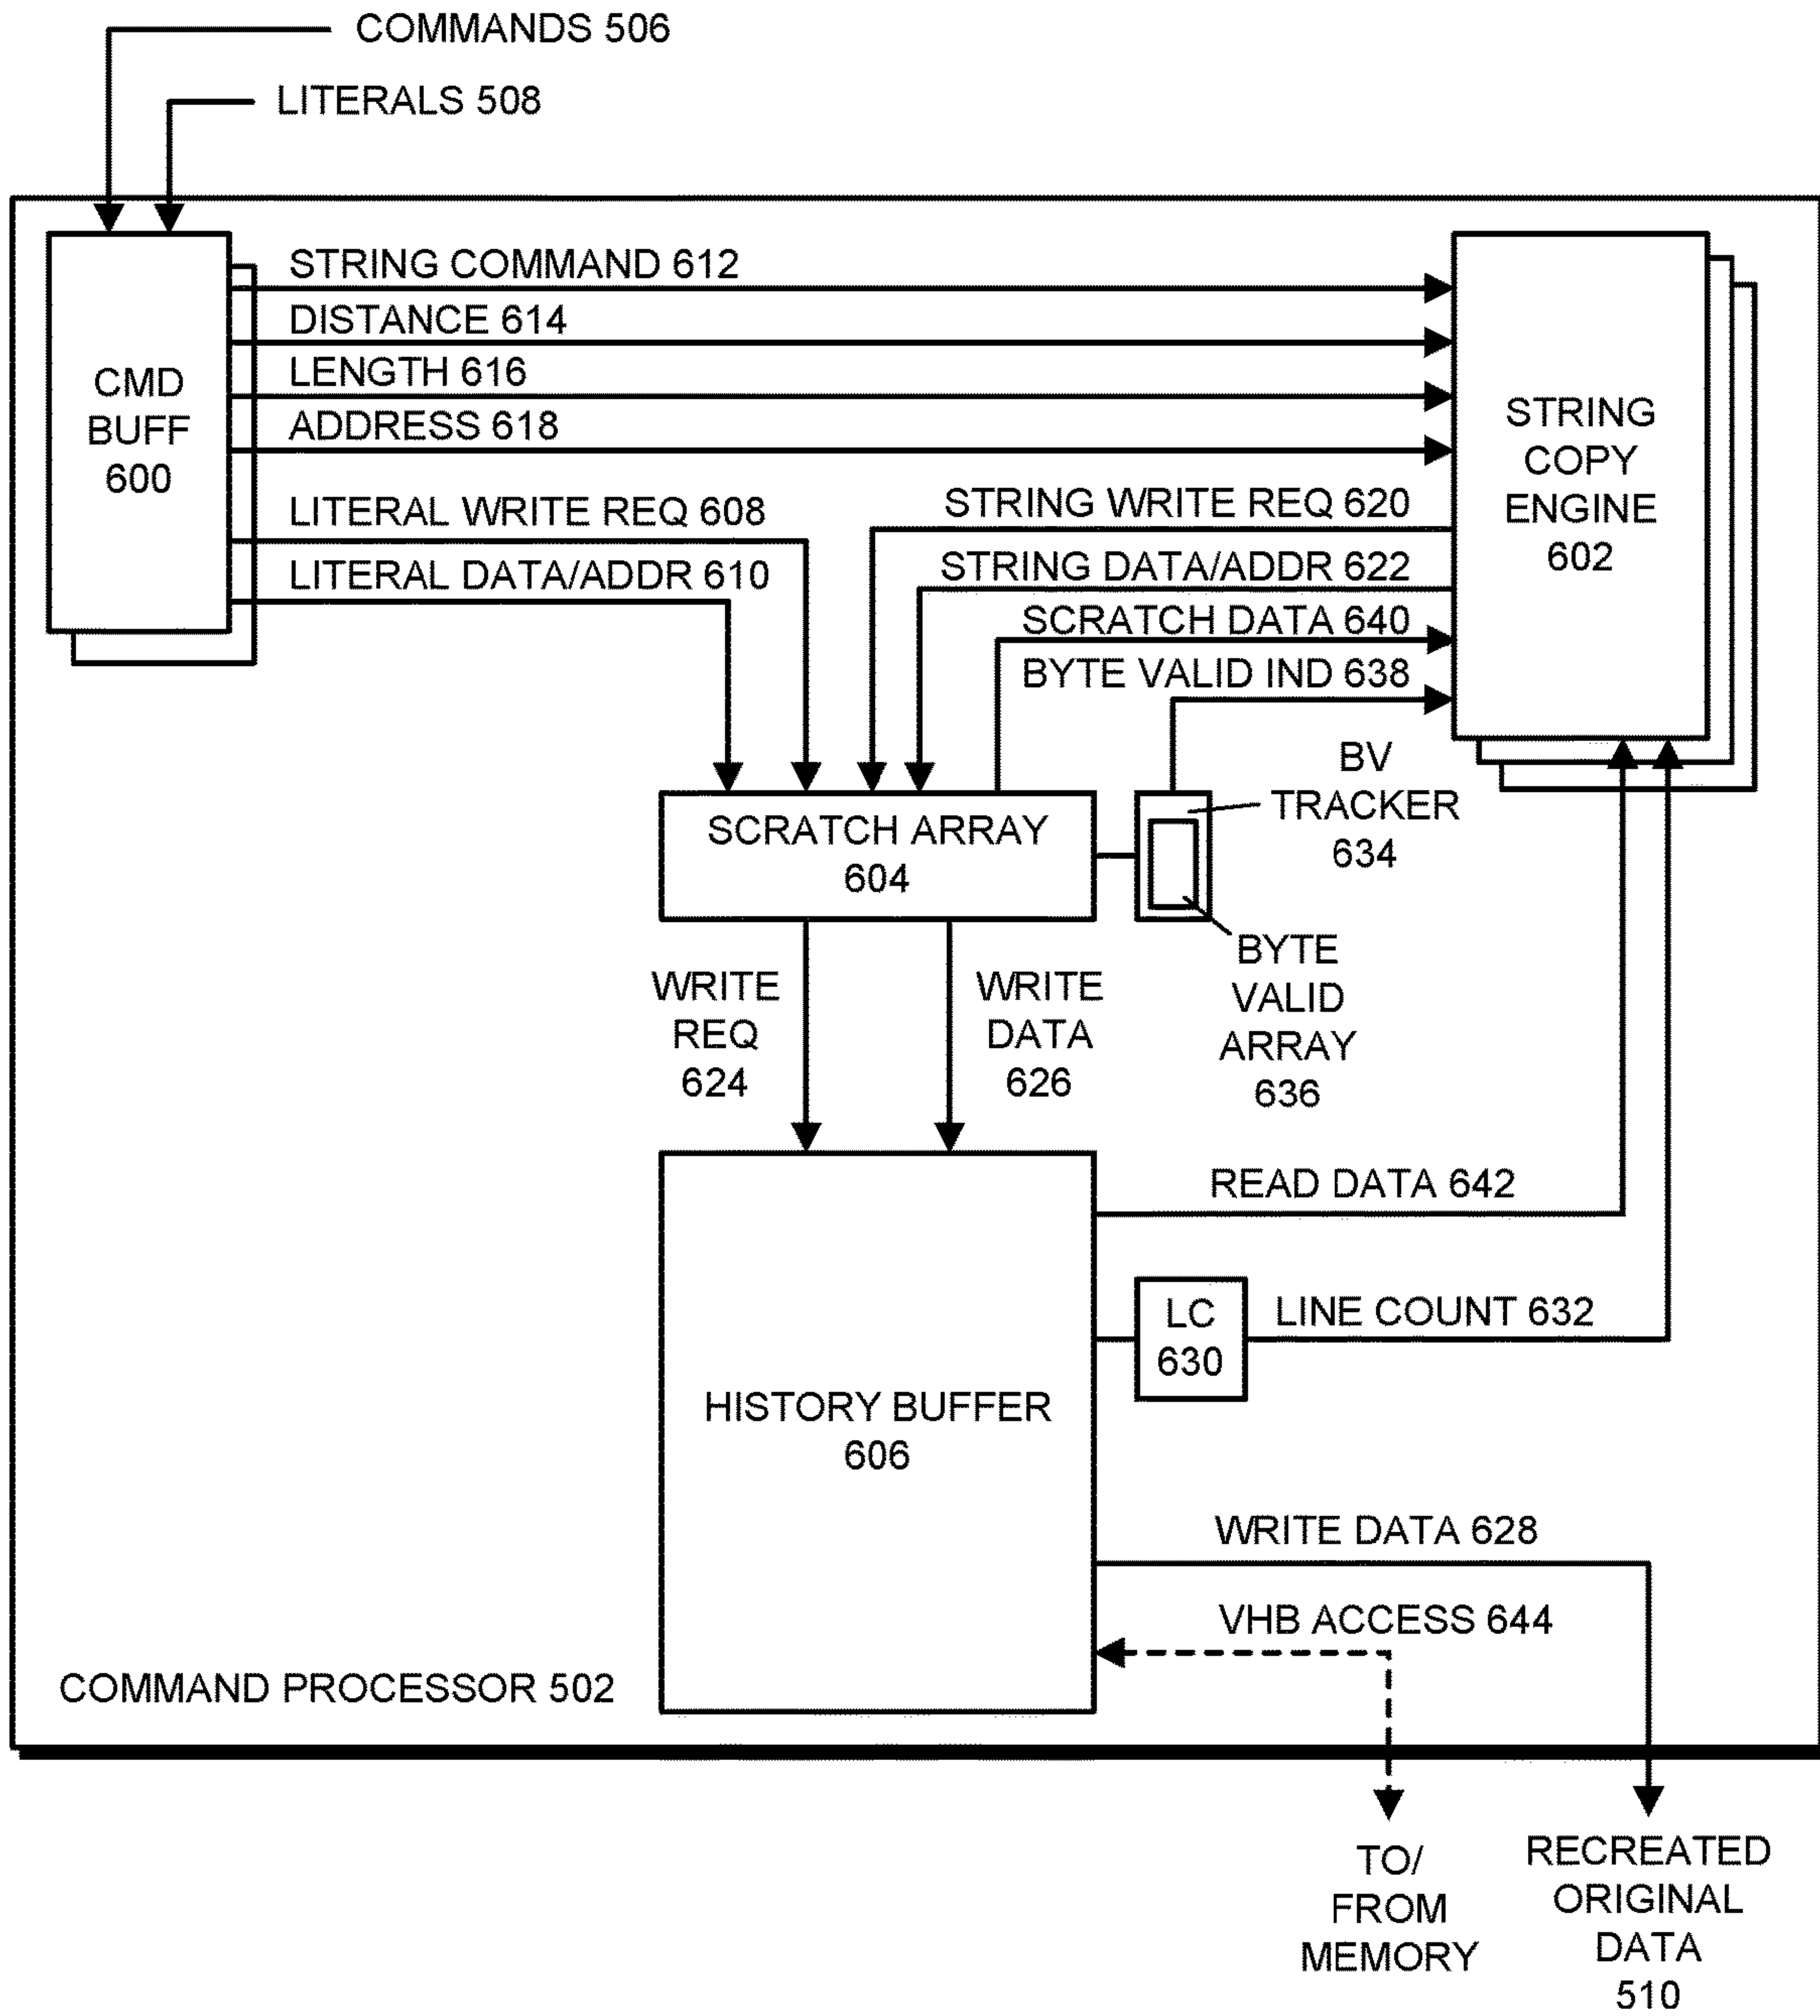 COMMANDS 506
LITERALS 508
STRING COMMAND 612
DISTANCE 614
LENGTH 616
ADDRESS 618
LITERAL WRITE REQ 608
LITERAL DATA/ADDR 610
CMD
BUFF
600
STRING WRITE REQ 620
STRING DATA/ADDR 622
SCRATCH DATA 640
BYTE VALID IND 638
STRING
COPY
ENGINE
602
SCRATCH ARRAY
604
BV
TRACKER
634
BYTE
VALID
ARRAY
636
WRITE
REQ
624
WRITE
DATA
626
READ DATA 642
LC
630
LINE COUNT 632
HISTORY BUFFER
606
WRITE DATA 628
VHB ACCESS 644
COMMAND PROCESSOR 502
TO/
FROM
MEMORY
RECREATED
ORIGINAL
DATA
510